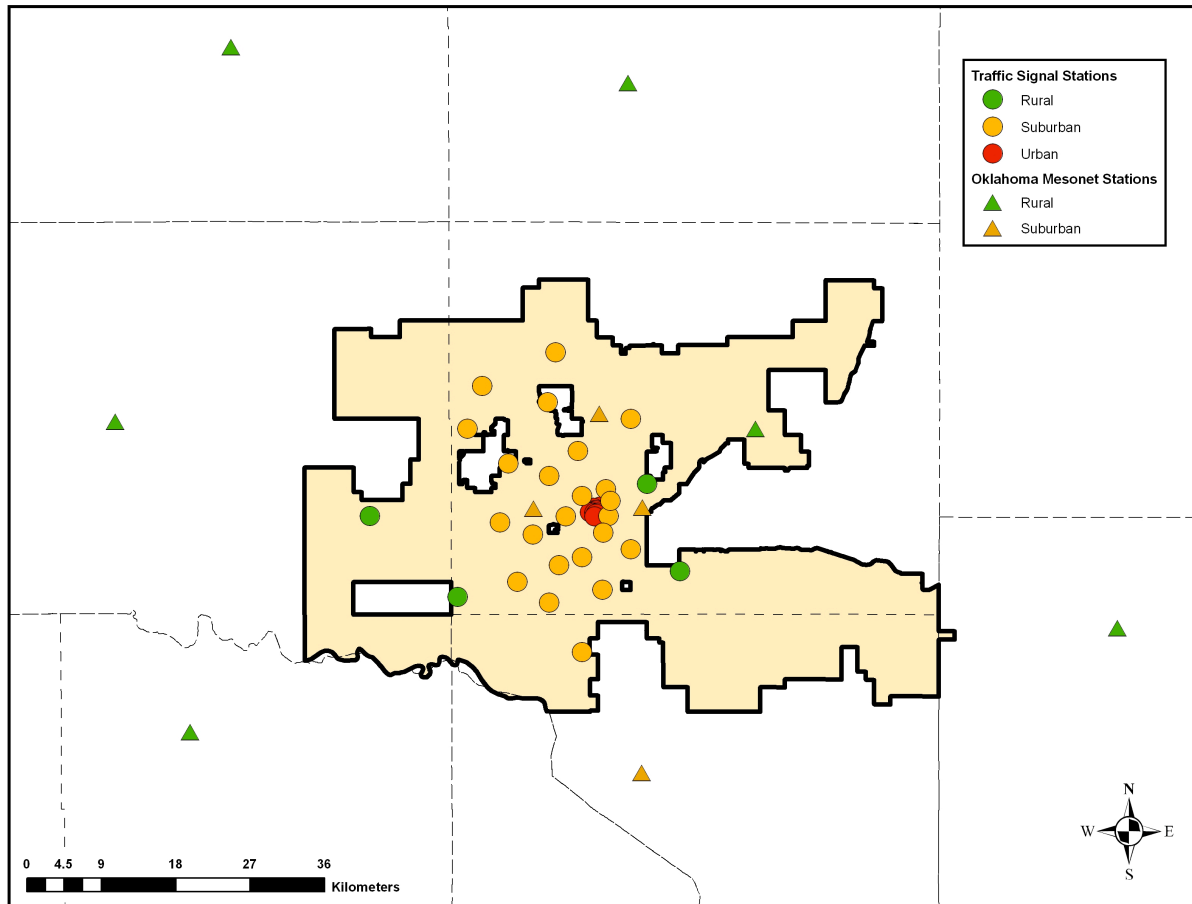 Traffic Signal Stations
Rural
Suburban
Urban
Oklahoma Mesonet Stations
Rural
Suburban
N
W E
S
0 4.5 9 18 27 36
Kilometers